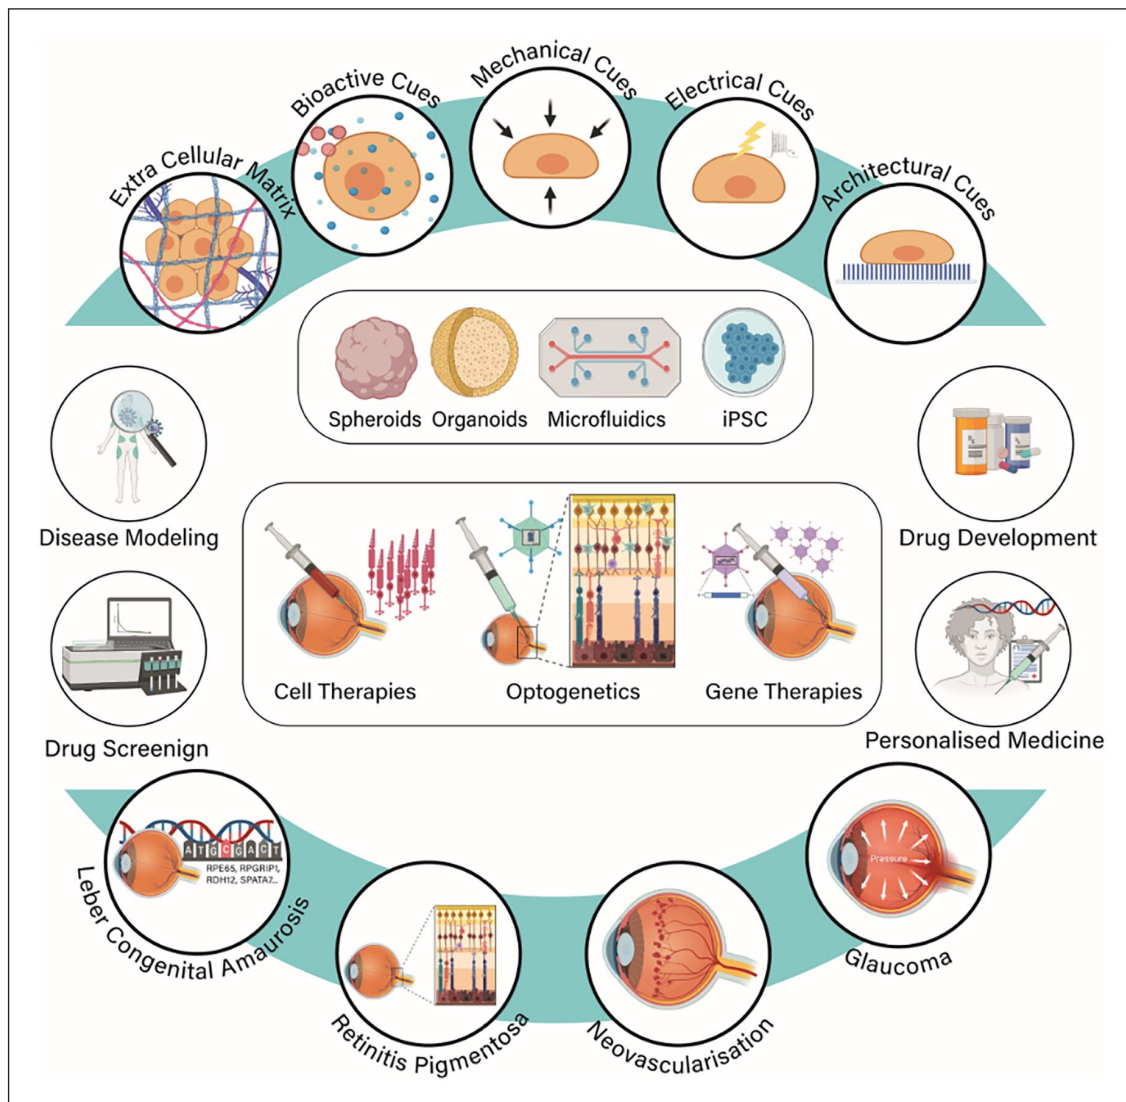 Extra Cellular Matrix
Bioactive Cues
Mechanical Cues
Electrical Cues
Architectural Cues
Spheroids
Organoids
Microfluidics
iPSC
Disease Modeling
Drug Development
Cell Therapies
Optogenetics
Gene Therapies
Drug Screenign
Personalised Medicine
ATGCGACT
RPE65, RPGRIP1,
RDH12, SPATA7...
Leber Congenital Amaurosis
Retinitis Pigmentosa
Neovascularisation
Pressure
Glaucoma